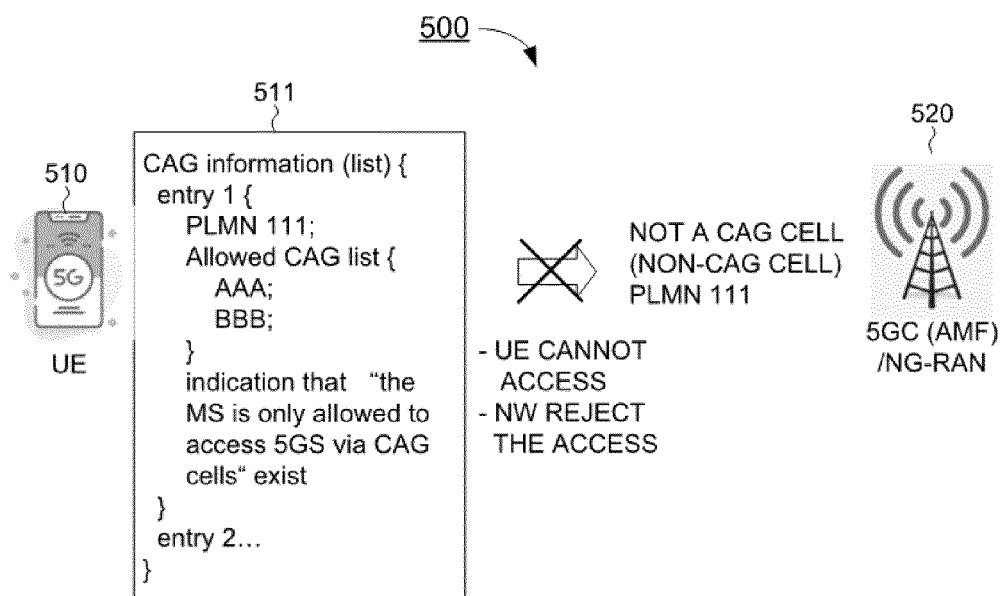 500
511
CAG information (list) {
entry 1 {
PLMN 111;
Allowed CAG list {
AAA;
BBB;
}
indication that “the
MS is only allowed to
access 5GS via CAG
cells“ exist
}
entry 2…
}
510
5G
UE
NOT A CAG CELL
(NON-CAG CELL)
PLMN 111
- UE CANNOT
ACCESS
- NW REJECT
THE ACCESS
520
5GC (AMF)
/NG-RAN